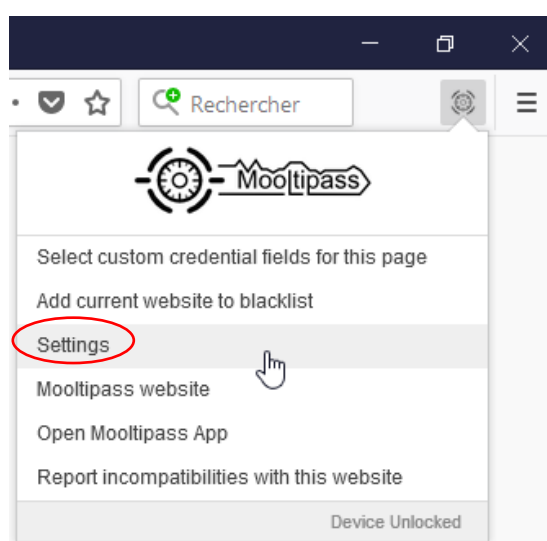 Rechercher
Mooltipass
Select custom credential fields for this page
Add current website to blacklist
Settings
Mooltipass website
Open Mooltipass App
Report incompatibilities with this website
Device Unlocked